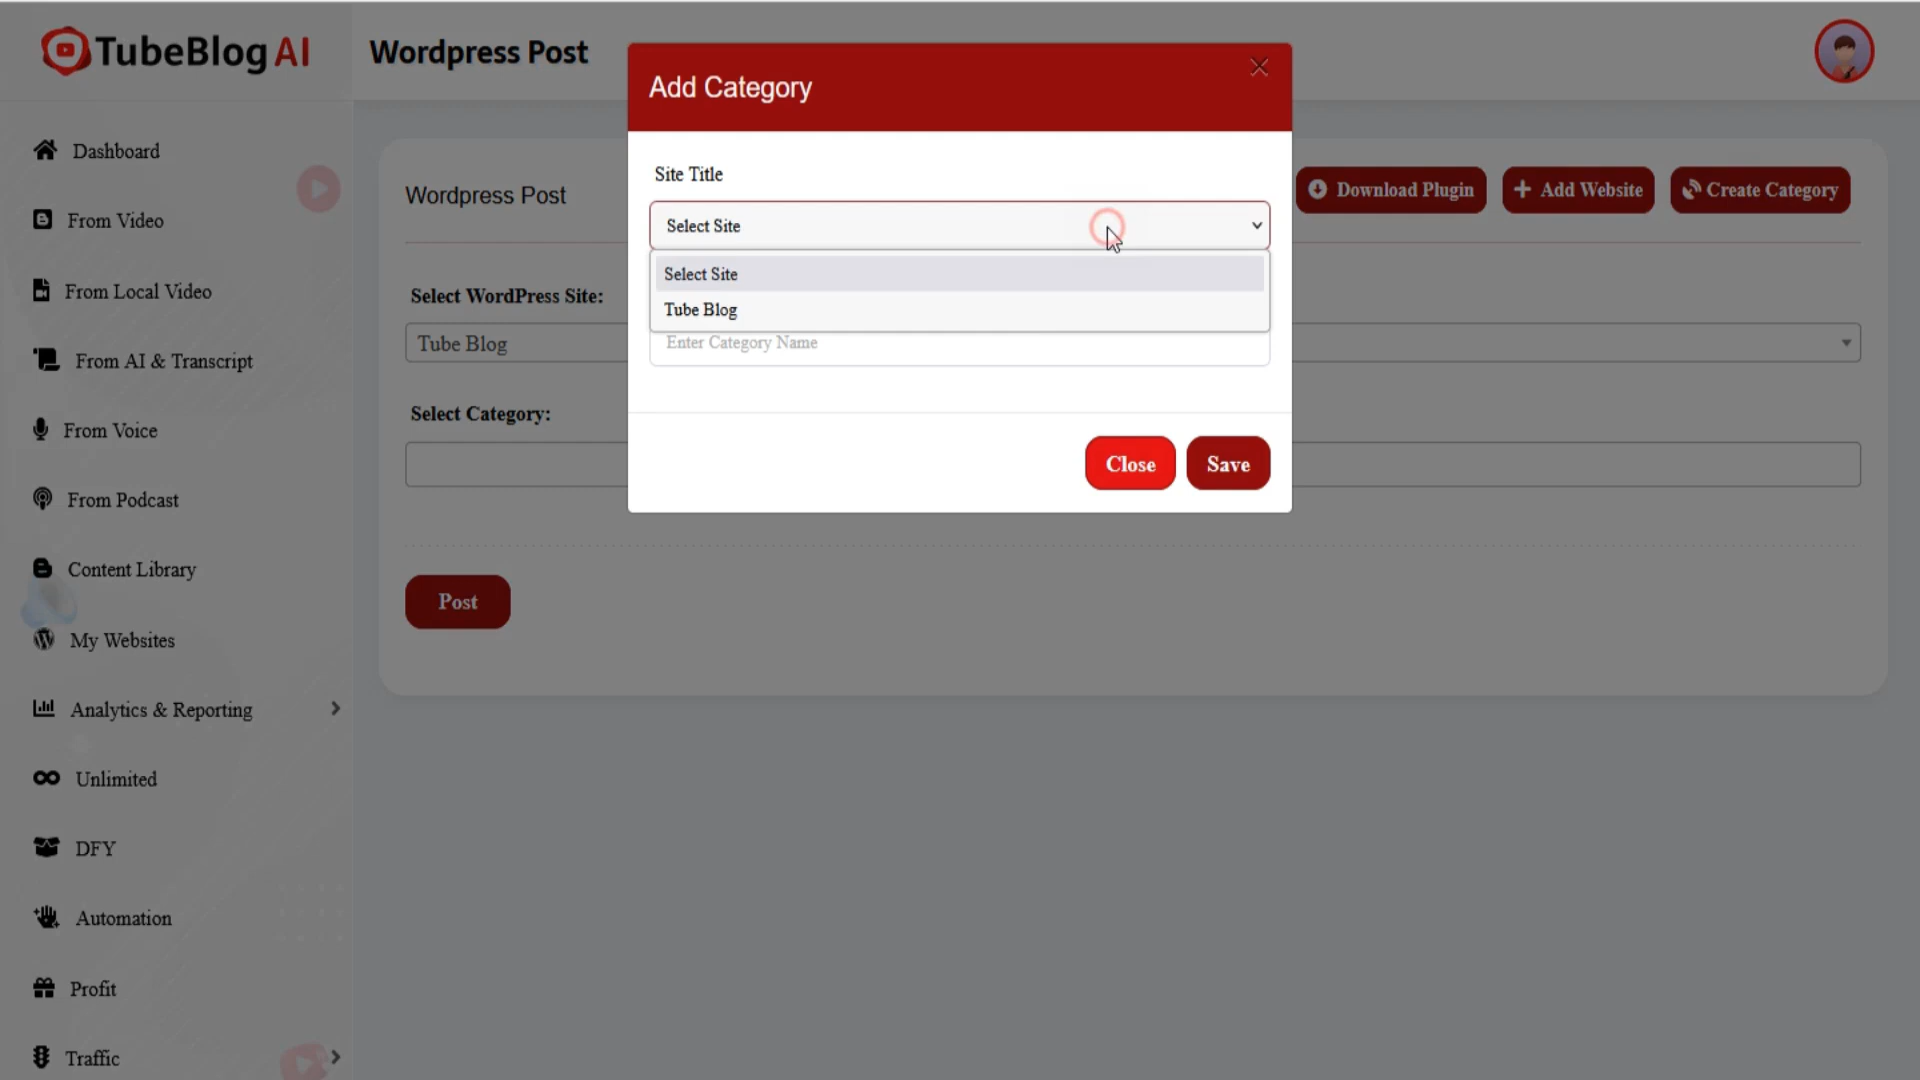 TubeBlog AI
Wordpress Post
Dashboard
From Video
From Local Video
From AI & Transcript
From Voice
From Podcast
Content Library
My Websites
Analytics & Reporting
Unlimited
DFY
Automation
Profit
Traffic
Wordpress Post
Download Plugin
Add Website
Create Category
Select WordPress Site:
Tube Blog
Select Category:
Post
Add Category
Site Title
Select Site
Select Site
Tube Blog
Enter Category Name
Close
Save